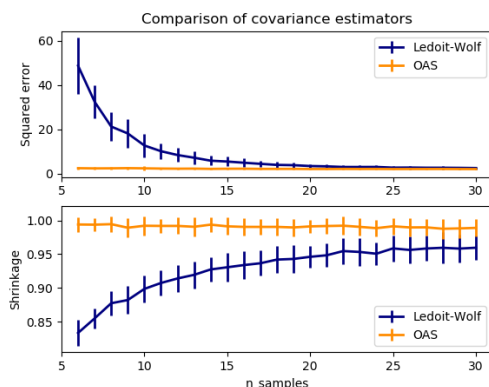 Comparison of covariance estimators
Squared error
60
40
20
0
Ledoit-Wolf
OAS
5
10
15
20
25
30
Shrinkage
1.00
0.95
0.90
0.85
Ledoit-Wolf
OAS
5
10
15
20
25
30
n_samples